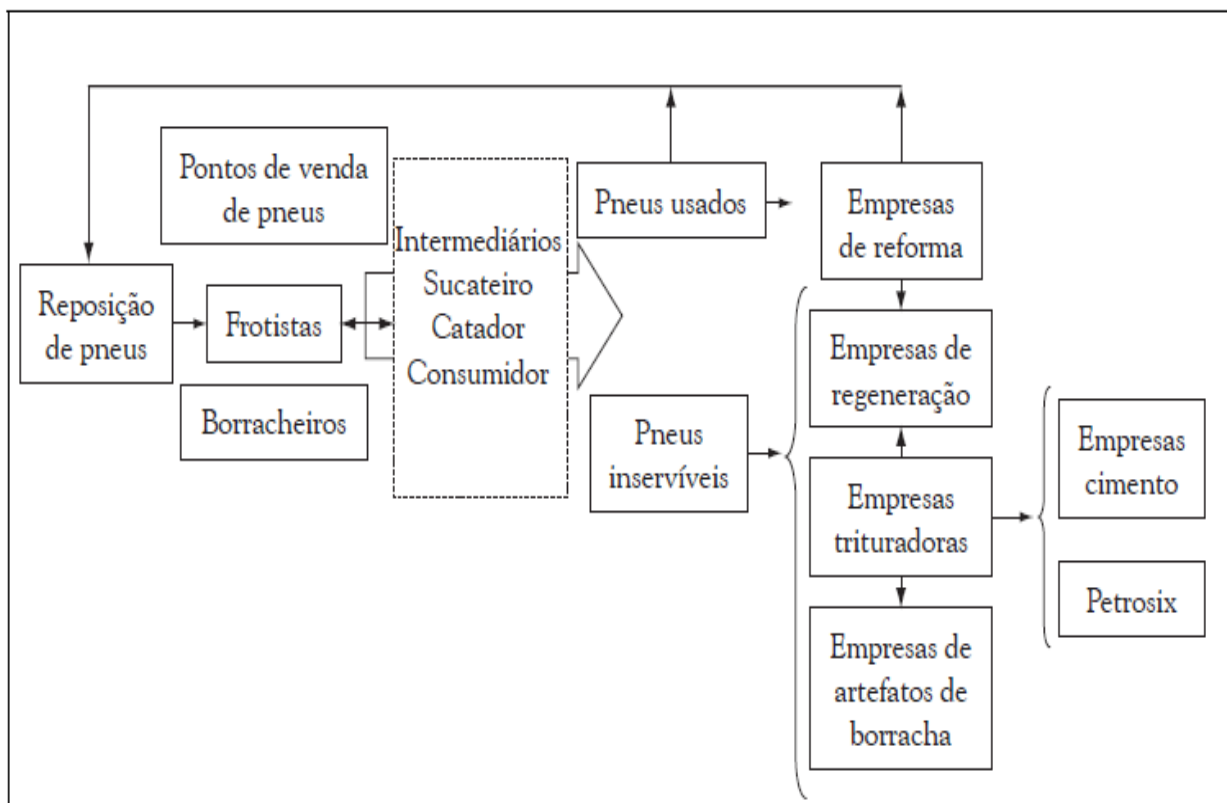 Pontos de venda
de pneus
Reposição
de pneus
Frotistas
Borracheiros
Intermediários
Sucateiro
Catador
Consumidor
Pneus usados
Pneus
inservíveis
Empresas
de reforma
Empresas de
regeneração
Empresas
trituradoras
Empresas de
artefatos de
borracha
Empresas
cimento
Petrosix